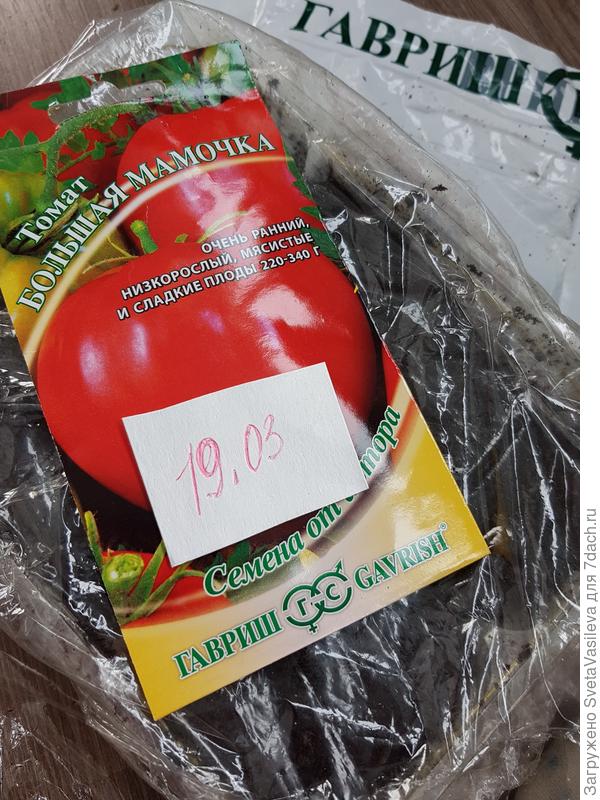 ГАВРИШ
Томат
БОЛЬШАЯ МАМОЧКА
ОЧЕНЬ РАННИЙ,
НИЗКОРОСЛЫЙ, МЯСИСТЫЕ
И СЛАДКИЕ ПЛОДЫ 220-340 Г
19.03
Семена от
ГАВРИШ ГС GAVRISH®
Загружено SvetaVasileva для 7dach.ru